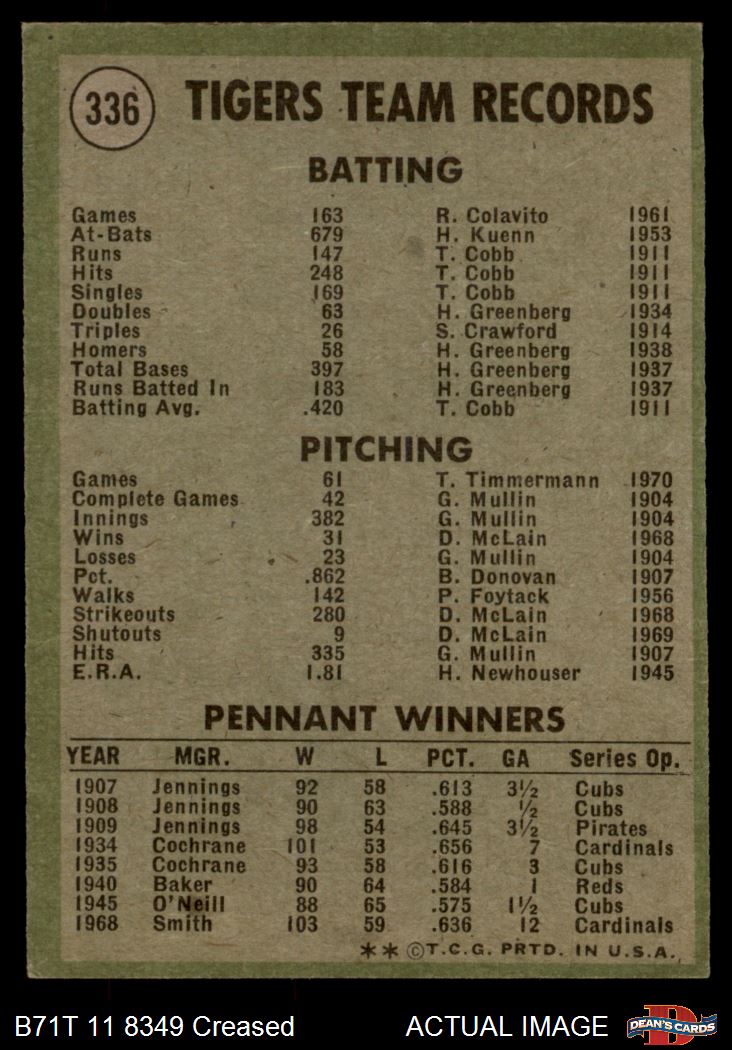 336 TIGERS TEAM RECORDS
BATTING
Games 163 R. Colavito 1961
At-Bats 679 H. Kuenn 1953
Runs 147 T. Cobb 1911
Hits 248 T. Cobb 1911
Singles 169 T. Cobb 1911
Doubles 63 H. Greenberg 1934
Triples 26 S. Crawford 1914
Homers 58 H. Greenberg 1938
Total Bases 397 H. Greenberg 1937
Runs Batted In 183 H. Greenberg 1937
Batting Avg. .420 T. Cobb 1911
PITCHING
Games 61 T. Timmermann 1970
Complete Games 42 G. Mullin 1904
Innings 382 G. Mullin 1904
Wins 31 D. McLain 1968
Losses 23 G. Mullin 1904
Pct. .862 B. Donovan 1907
Walks 142 P. Foytack 1956
Strikeouts 280 D. McLain 1968
Shutouts 9 D. McLain 1969
Hits 335 G. Mullin 1907
E.R.A. 1.81 H. Newhouser 1945
PENNANT WINNERS
YEAR MGR. W L PCT. GA Series Op.
1907 Jennings 92 58 .613 3½ Cubs
1908 Jennings 90 63 .588 ½ Cubs
1909 Jennings 98 54 .645 3½ Pirates
1934 Cochrane 101 53 .656 7 Cardinals
1935 Cochrane 93 58 .616 3 Cubs
1940 Baker 90 64 .584 1 Reds
1945 O'Neill 88 65 .575 1½ Cubs
1968 Smith 103 59 .636 12 Cardinals
** ©T.C.G. PRTD. IN U.S.A.
B71T 11 8349 Creased ACTUAL IMAGE DEAN'S CARDS